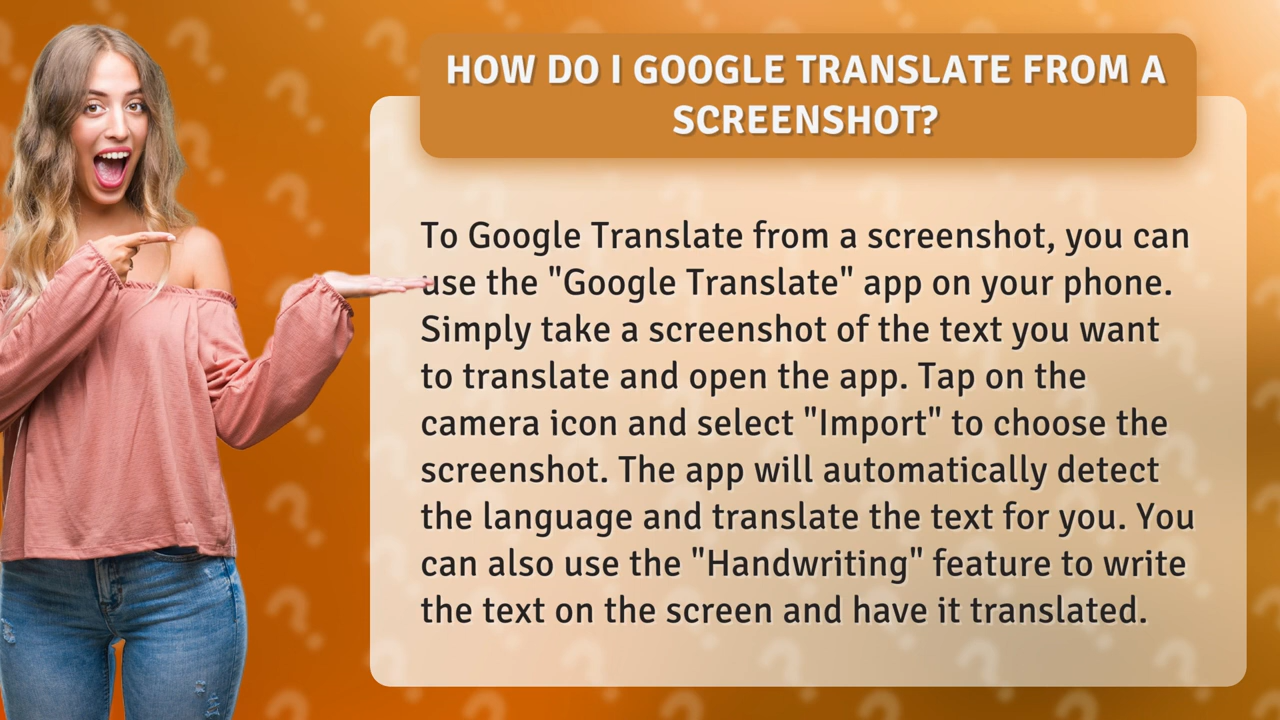 HOW DO I GOOGLE TRANSLATE FROM A
SCREENSHOT?
To Google Translate from a screenshot, you can
use the "Google Translate" app on your phone.
Simply take a screenshot of the text you want
to translate and open the app. Tap on the
camera icon and select "Import" to choose the
screenshot. The app will automatically detect
the language and translate the text for you. You
can also use the "Handwriting" feature to write
the text on the screen and have it translated.